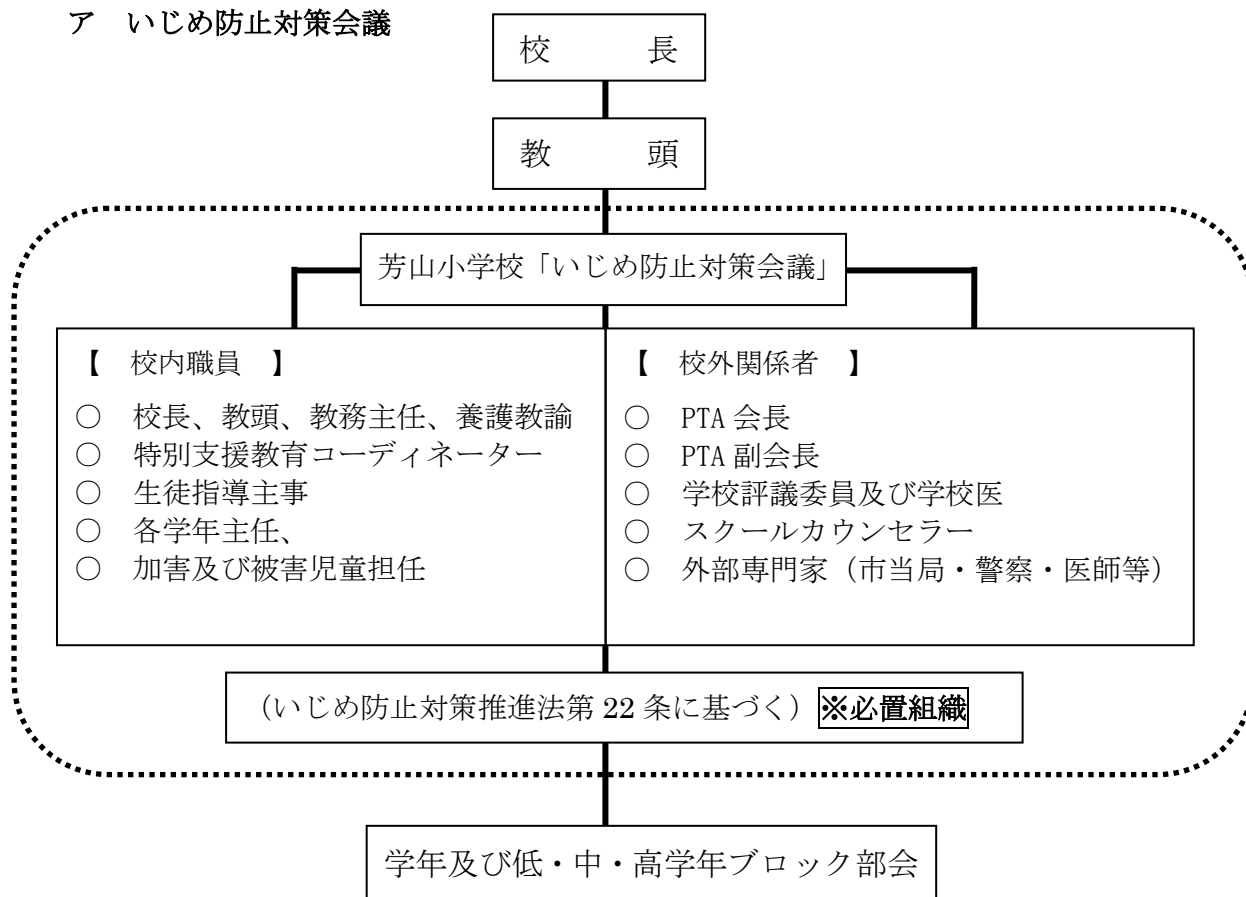 ア いじめ防止対策会議
校 長
教 頭
芳山小学校「いじめ防止対策会議」
【 校内職員 】
○ 校長、教頭、教務主任、養護教諭
○ 特別支援教育コーディネーター
○ 生徒指導主事
○ 各学年主任、
○ 加害及び被害児童担任
【 校外関係者 】
○ PTA 会長
○ PTA 副会長
○ 学校評議委員及び学校医
○ スクールカウンセラー
○ 外部専門家（市当局・警察・医師等）
（いじめ防止対策推進法第 22 条に基づく）※必置組織
学年及び低・中・高学年ブロック部会